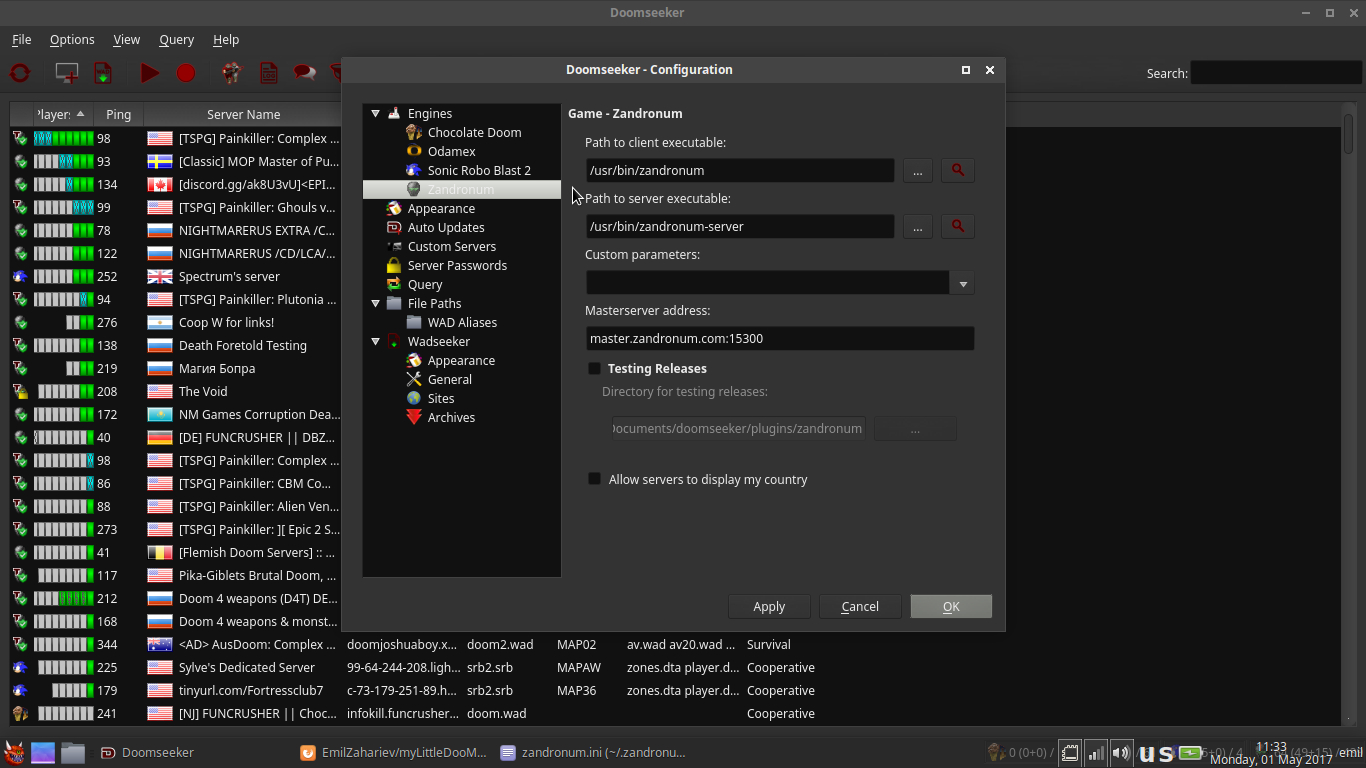 Doomseeker
File Options View Query Help
Search:
Doomseeker - Configuration
Players Ping Server Name
98 [TSPG] Painkiller: Complex ...
93 [Classic] MOP Master of Pu...
134 [discord.gg/ak8U3vU]<EPI...
99 [TSPG] Painkiller: Ghouls v...
78 NIGHTMARERUS EXTRA /C...
122 NIGHTMARERUS /CD/LCA/...
252 Spectrum's server
94 [TSPG] Painkiller: Plutonia ...
276 Coop W for links!
138 Death Foretold Testing
219 Магия Бопра
208 The Void
172 NM Games Corruption Dea...
40 [DE] FUNCRUSHER || DBZ...
98 [TSPG] Painkiller: Complex ...
86 [TSPG] Painkiller: CBM Co...
88 [TSPG] Painkiller: Alien Ven...
273 [TSPG] Painkiller: ][ Epic 2 S...
41 [Flemish Doom Servers] :: ...
117 Pika-Giblets Brutal Doom, ...
212 Doom 4 weapons (D4T) DE...
168 Doom 4 weapons & monst...
344 <AD> AusDoom: Complex ... doomjoshuaboy.x... doom2.wad MAP02 av.wad av20.wad ... Survival
225 Sylve's Dedicated Server 99-64-244-208.ligh... srb2.srb MAPAW zones.dta player.d... Cooperative
179 tinyurl.com/Fortressclub7 c-73-179-251-89.h... srb2.srb MAP36 zones.dta player.d... Cooperative
241 [NJ] FUNCRUSHER || Choc... infokill.funcrusher... doom.wad Cooperative
Engines
Chocolate Doom
Odamex
Sonic Robo Blast 2
Zandronum
Appearance
Auto Updates
Custom Servers
Server Passwords
Query
File Paths
WAD Aliases
Wadseeker
Appearance
General
Sites
Archives
Game - Zandronum
Path to client executable:
/usr/bin/zandronum ...
Path to server executable:
/usr/bin/zandronum-server ...
Custom parameters:
Masterserver address:
master.zandronum.com:15300
Testing Releases
Directory for testing releases:
Documents/doomseeker/plugins/zandronum ...
Allow servers to display my country
Apply Cancel OK
Doomseeker EmilZahariev/myLittleDooM... zandronum.ini (~/.zandronu... 0 (0+0) / us 11:33 emil
Monday, 01 May 2017